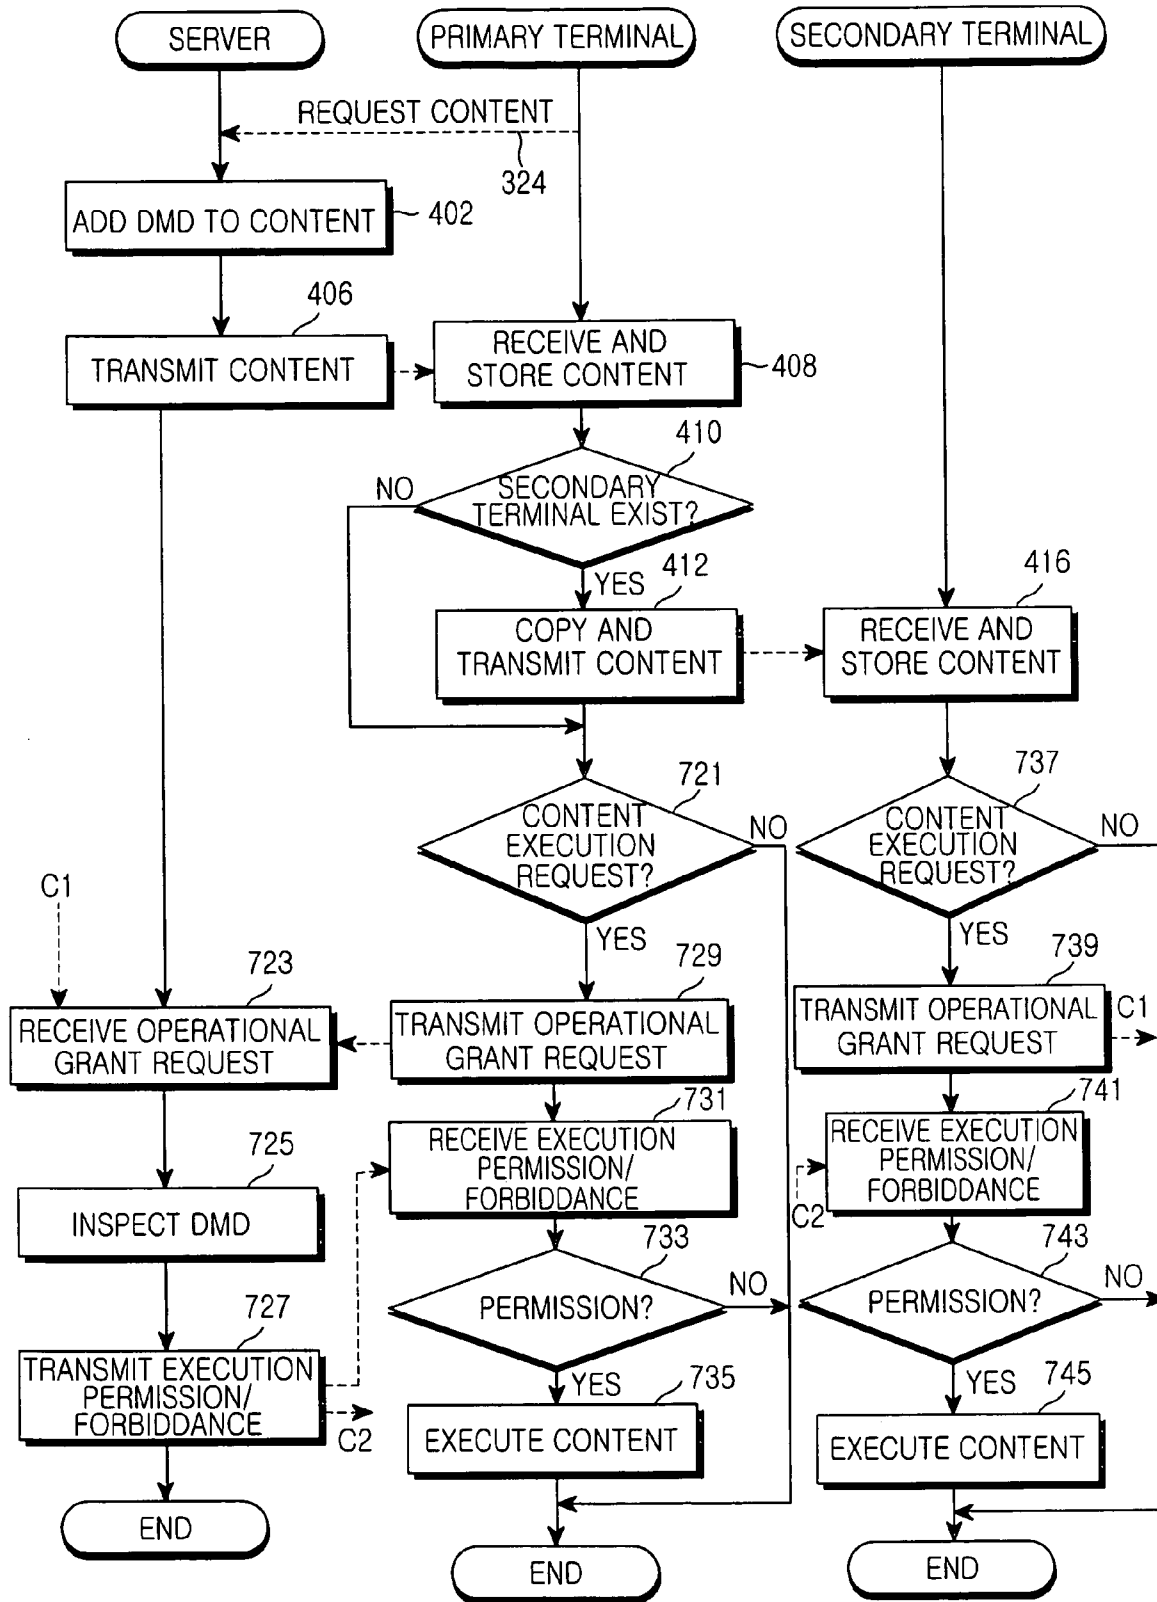 SERVER
PRIMARY TERMINAL
SECONDARY TERMINAL
REQUEST CONTENT
324
ADD DMD TO CONTENT
402
406
TRANSMIT CONTENT
RECEIVE AND
STORE CONTENT
408
410
NO
SECONDARY
TERMINAL EXIST?
YES
412
COPY AND
TRANSMIT CONTENT
416
RECEIVE AND
STORE CONTENT
721
CONTENT
EXECUTION
REQUEST?
NO
YES
737
CONTENT
EXECUTION
REQUEST?
NO
YES
C1
723
RECEIVE OPERATIONAL
GRANT REQUEST
729
TRANSMIT OPERATIONAL
GRANT REQUEST
739
TRANSMIT OPERATIONAL
GRANT REQUEST
C1
731
RECEIVE EXECUTION
PERMISSION/
FORBIDDANCE
741
RECEIVE EXECUTION
PERMISSION/
FORBIDDANCE
C2
725
INSPECT DMD
733
PERMISSION?
NO
YES
743
PERMISSION?
NO
YES
727
TRANSMIT EXECUTION
PERMISSION/
FORBIDDANCE
C2
735
EXECUTE CONTENT
745
EXECUTE CONTENT
END
END
END